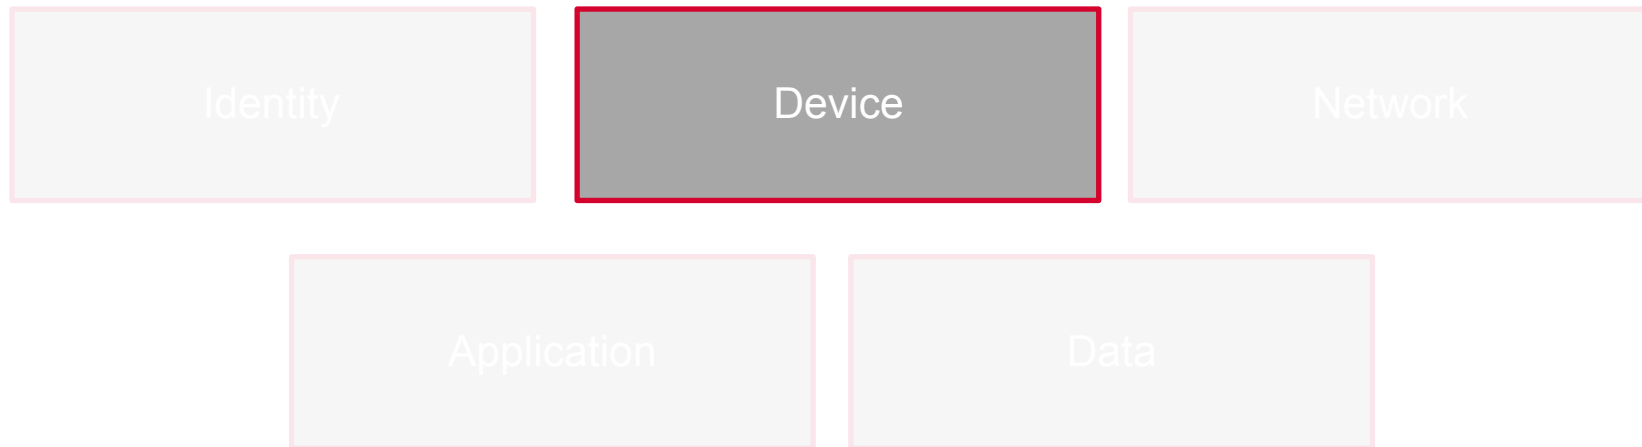 Identity
Device
Network
Application
Data